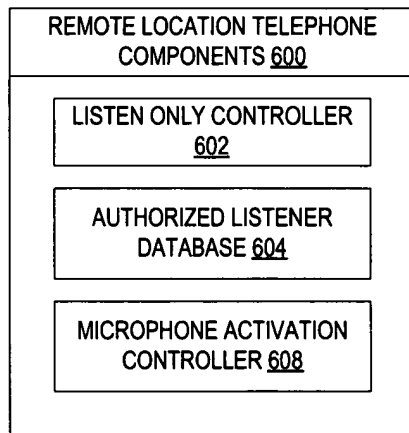 REMOTE LOCATION TELEPHONE
COMPONENTS 600
LISTEN ONLY CONTROLLER
602
AUTHORIZED LISTENER
DATABASE 604
MICROPHONE ACTIVATION
CONTROLLER 608